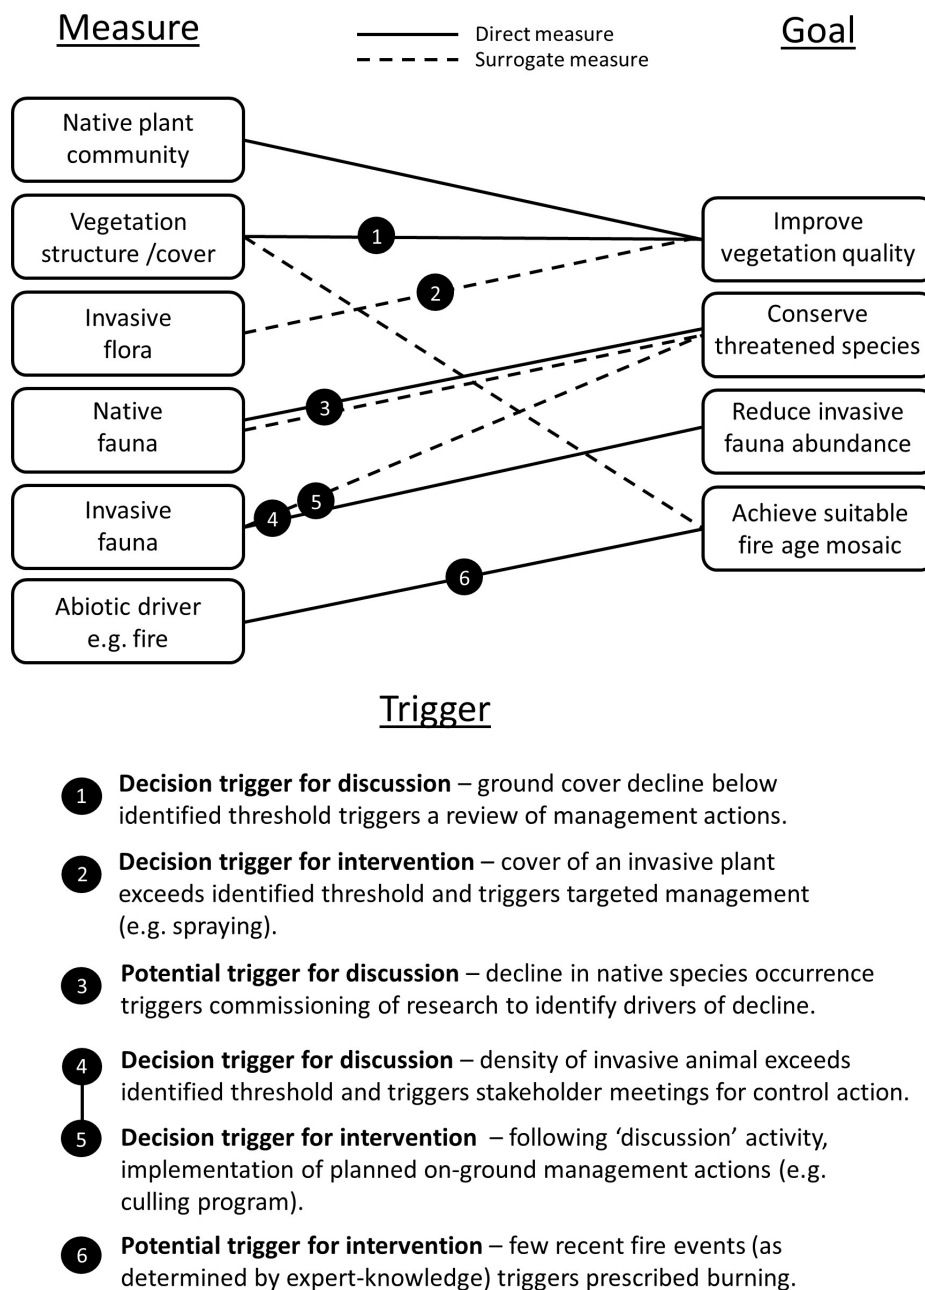 Measure
Direct measure
Surrogate measure
Goal
Native plant
community
Vegetation
structure /cover
Invasive
flora
Native
fauna
Invasive
fauna
Abiotic driver
e.g. fire
1
2
3
4
5
6
Improve
vegetation quality
Conserve
threatened species
Reduce invasive
fauna abundance
Achieve suitable
fire age mosaic
Trigger
1 Decision trigger for discussion – ground cover decline below
identified threshold triggers a review of management actions.
2 Decision trigger for intervention – cover of an invasive plant
exceeds identified threshold and triggers targeted management
(e.g. spraying).
3 Potential trigger for discussion – decline in native species occurrence
triggers commissioning of research to identify drivers of decline.
4 Decision trigger for discussion – density of invasive animal exceeds
identified threshold and triggers stakeholder meetings for control action.
5 Decision trigger for intervention – following ‘discussion’ activity,
implementation of planned on-ground management actions (e.g.
culling program).
6 Potential trigger for intervention – few recent fire events (as
determined by expert-knowledge) triggers prescribed burning.